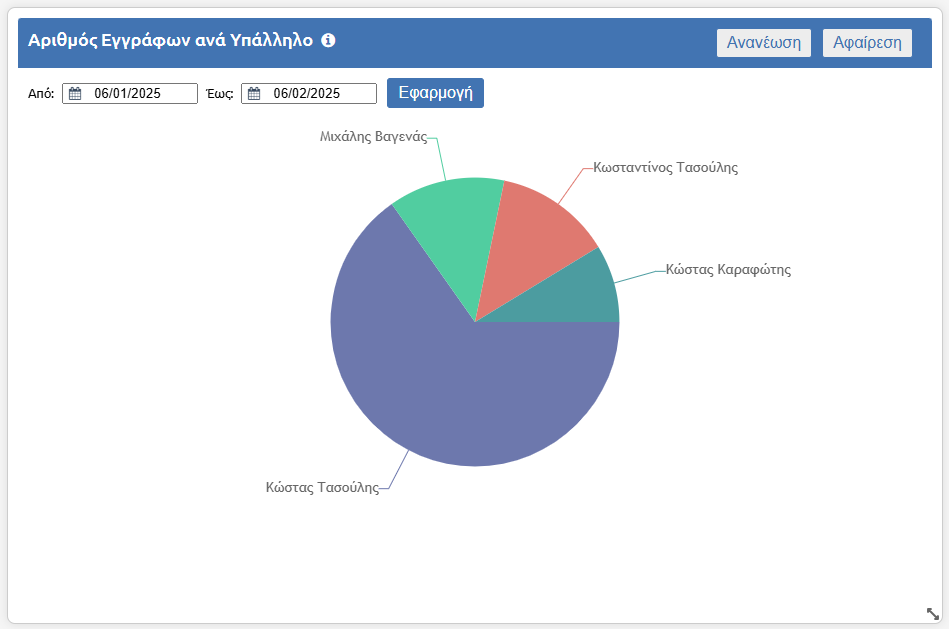 Αριθμός Εγγράφων ανά Υπάλληλο
Ανανέωση
Αφαίρεση
Από: 06/01/2025 Έως: 06/02/2025 Εφαρμογή
Μιχάλης Βαγενάς
Κωσταντίνος Τασούλης
Κώστας Καραφώτης
Κώστας Τασούλης